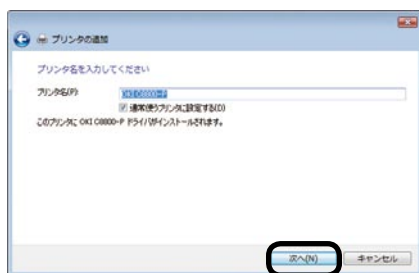 プリンタの追加
プリンタ名を入力してください
プリンタ名(P): OKI C8800-P
通常使うプリンタに設定する(D)
このプリンタに OKI C8800-P ドライバがインストールされます。
次へ(N) キャンセル